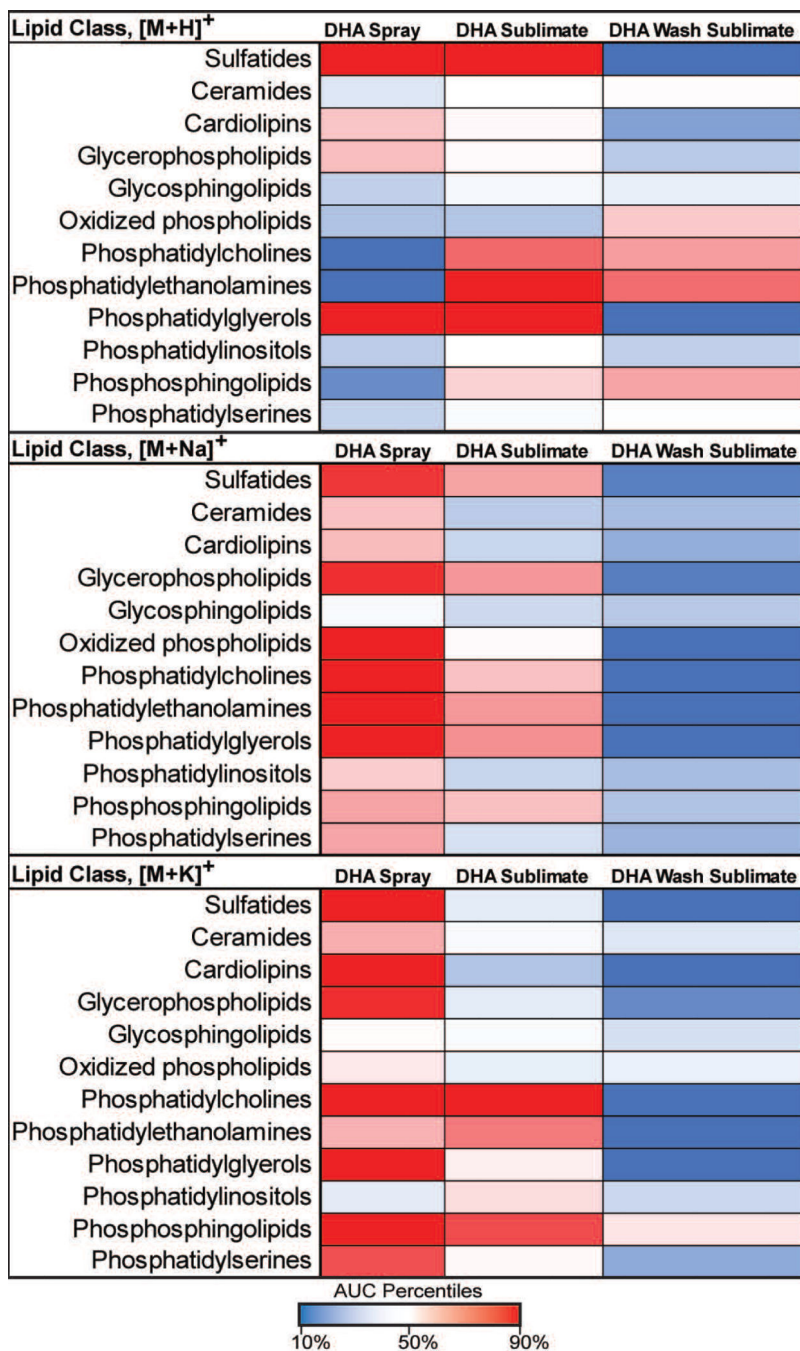 Lipid Class, [M+H]+ DHA Spray DHA Sublimate DHA Wash Sublimate
Sulfatides
Ceramides
Cardiolipins
Glycerophospholipids
Glycosphingolipids
Oxidized phospholipids
Phosphatidylcholines
Phosphatidylethanolamines
Phosphatidylglyerols
Phosphatidylinositols
Phosphosphingolipids
Phosphatidylserines
Lipid Class, [M+Na]+ DHA Spray DHA Sublimate DHA Wash Sublimate
Sulfatides
Ceramides
Cardiolipins
Glycerophospholipids
Glycosphingolipids
Oxidized phospholipids
Phosphatidylcholines
Phosphatidylethanolamines
Phosphatidylglyerols
Phosphatidylinositols
Phosphosphingolipids
Phosphatidylserines
Lipid Class, [M+K]+ DHA Spray DHA Sublimate DHA Wash Sublimate
Sulfatides
Ceramides
Cardiolipins
Glycerophospholipids
Glycosphingolipids
Oxidized phospholipids
Phosphatidylcholines
Phosphatidylethanolamines
Phosphatidylglyerols
Phosphatidylinositols
Phosphosphingolipids
Phosphatidylserines
AUC Percentiles
10% 50% 90%